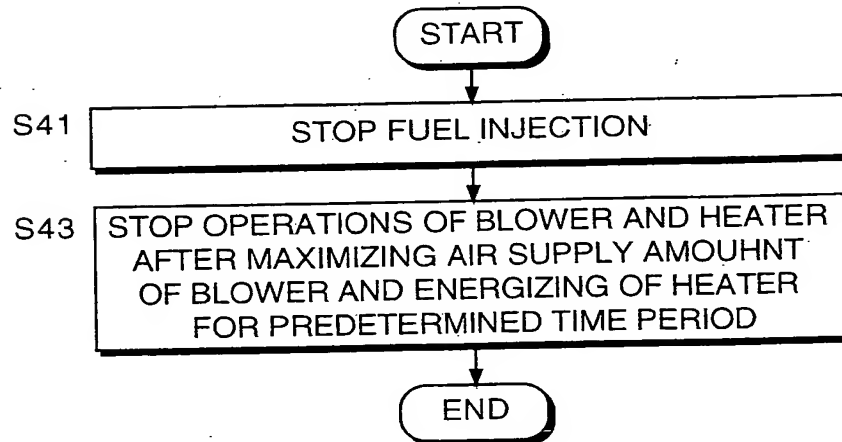 START
S41
STOP FUEL INJECTION
S43
STOP OPERATIONS OF BLOWER AND HEATER
AFTER MAXIMIZING AIR SUPPLY AMOUHNT
OF BLOWER AND ENERGIZING OF HEATER
FOR PREDETERMINED TIME PERIOD
END